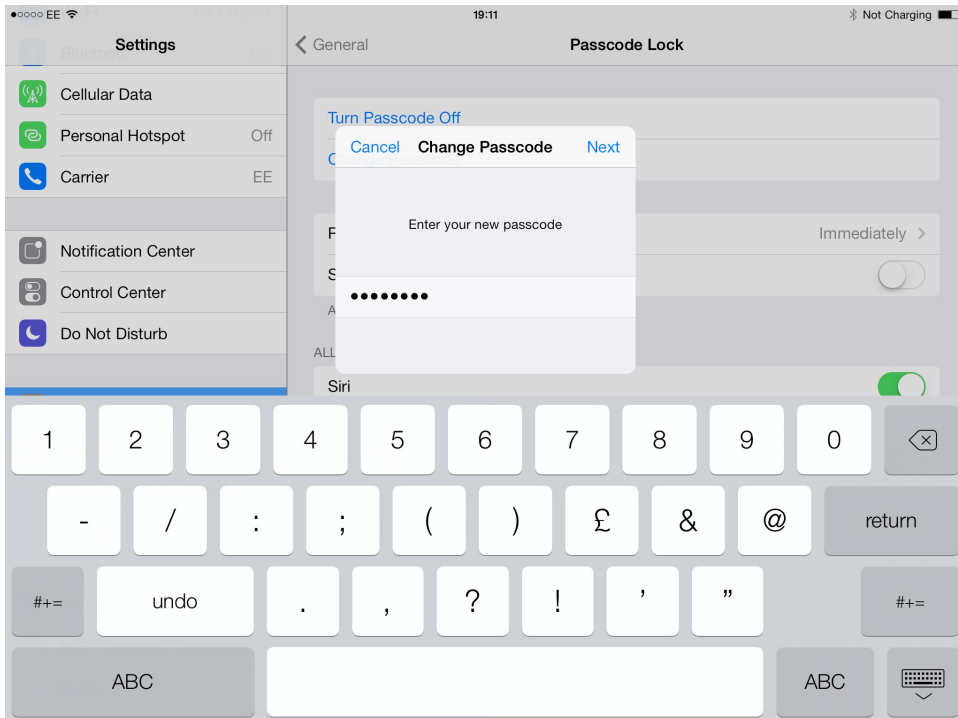 EE 19:11 Not Charging
Settings
General Passcode Lock
Bluetooth
Cellular Data
Personal Hotspot Off
Carrier EE
Notification Center
Control Center
Do Not Disturb
Turn Passcode Off
Cancel Change Passcode Next
Enter your new passcode
••••••••
Immediately
Siri
1 2 3 4 5 6 7 8 9 0
- / : ; ( ) £ & @ return
#+= undo . , ? ! ’ ” #+=
ABC ABC